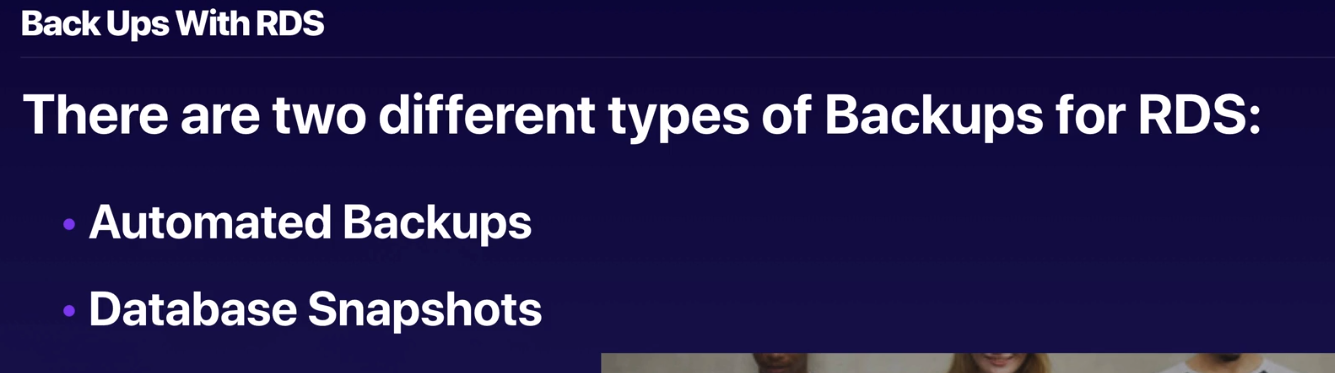 Back Ups With RDS
There are two different types of Backups for RDS:
• Automated Backups
• Database Snapshots